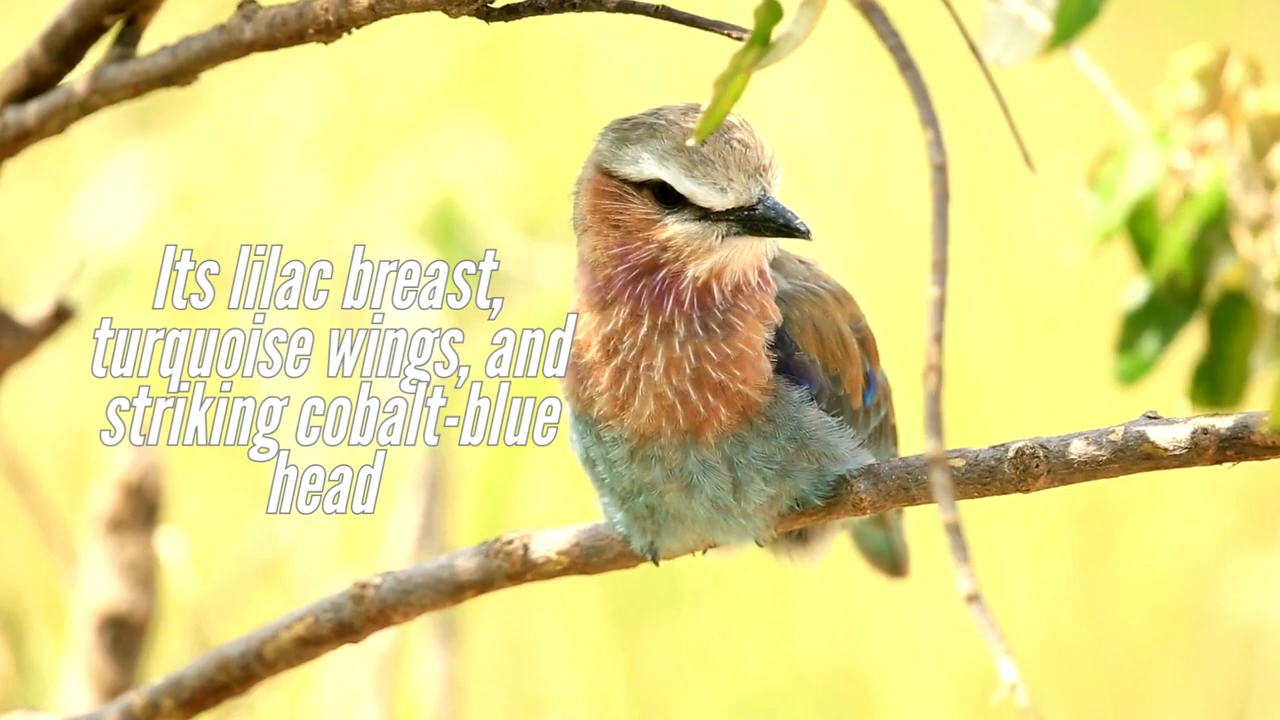 Its lilac breast,
turquoise wings, and
striking cobalt-blue
head